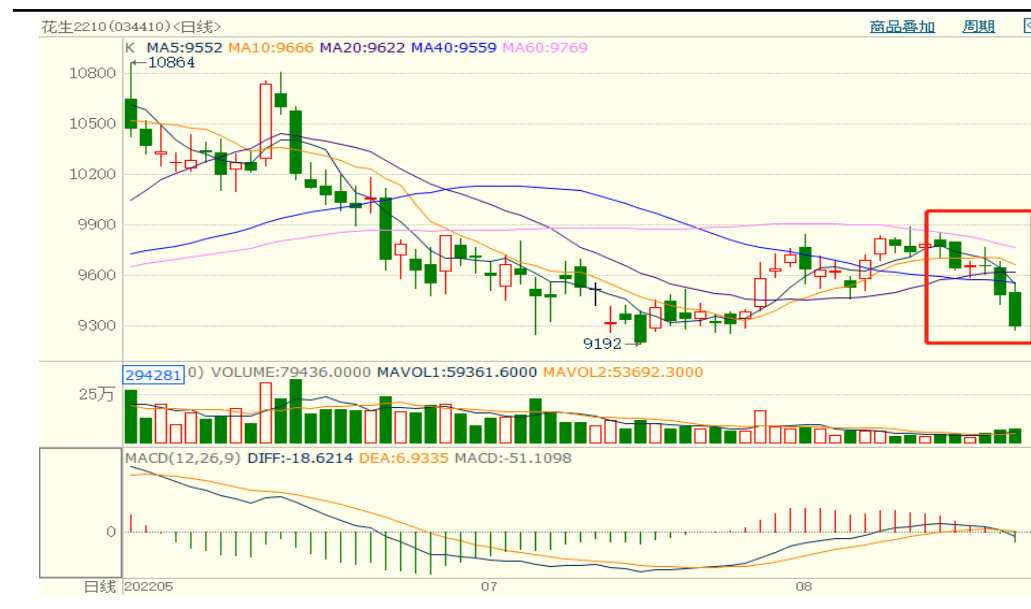 花生2210(034410)<日线> 商品叠加 周期
K MA5:9552 MA10:9666 MA20:9622 MA40:9559 MA60:9769
←10864
10800
10500
10200
9900
9600
9300
9192→
294281 0) VOLUME:79436.0000 MAVOL1:59361.6000 MAVOL2:53692.3000
25万
MACD(12,26,9) DIFF:-18.6214 DEA:6.9335 MACD:-51.1098
0
日线 202205 07 08